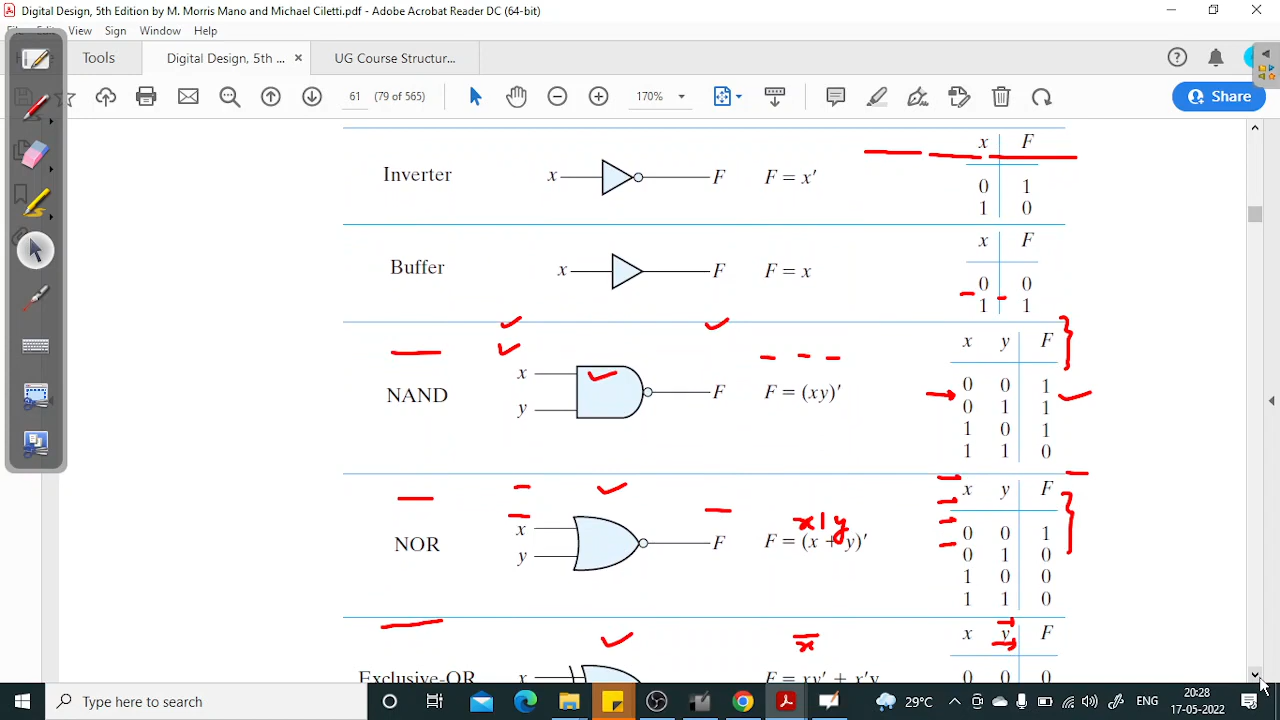 Digital Design, 5th Edition by M. Morris Mano and Michael Ciletti.pdf - Adobe Acrobat Reader DC (64-bit)
View Sign Window Help
Tools Digital Design, 5th ... × UG Course Structur...
61 (79 of 565) 170% Share
x F
Inverter x F F = x′
0 1
1 0
x F
Buffer x F F = x
0 0
1 1
x y F
NAND x y F F = (xy)′
0 0 1
0 1 1
1 0 1
1 1 0
x y F
x | y
NOR x y F F = (x + y)′
0 0 1
0 1 0
1 0 0
1 1 0
x
x y F
Exclusive-OR x F = xy′ + x′y
0 0 0
Type here to search
29°C ENG 20:28
17-05-2022